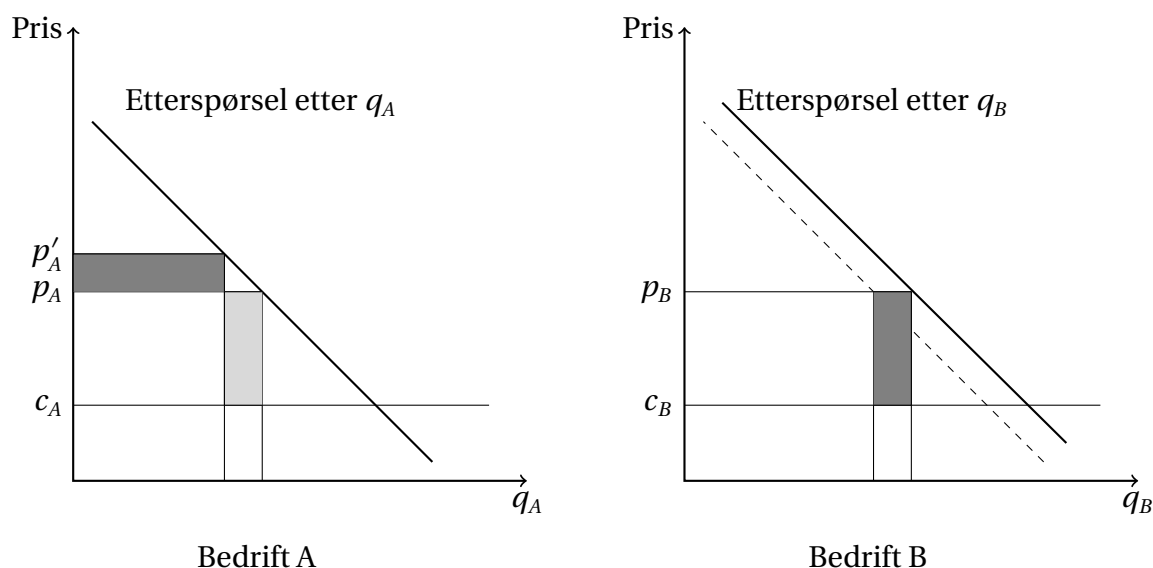 Pris
Etterspørsel etter q_A
p′_A
p_A
c_A
q_A
Bedrift A
Pris
Etterspørsel etter q_B
p_B
c_B
q_B
Bedrift B